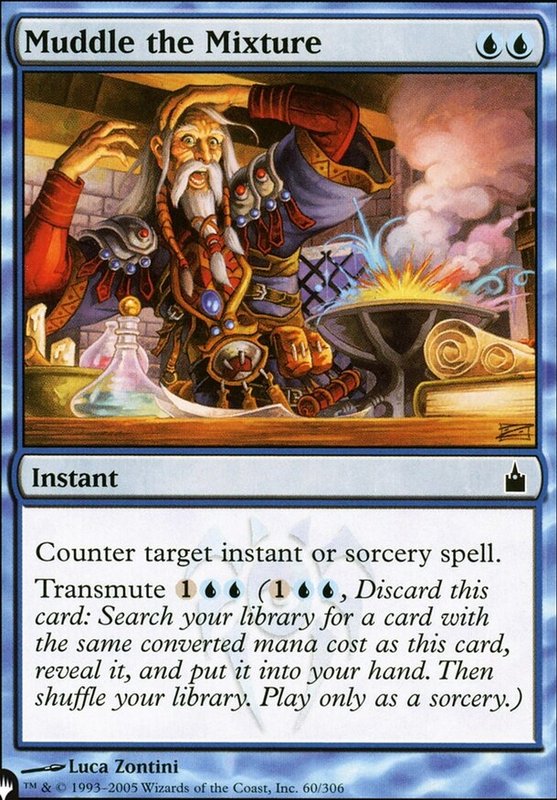 Muddle the Mixture
Instant
Counter target instant or sorcery spell.
Transmute 1 (1, Discard this
card: Search your library for a card with
the same converted mana cost as this card,
reveal it, and put it into your hand. Then
shuffle your library. Play only as a sorcery.)
Luca Zontini
™ & © 1993–2005 Wizards of the Coast, Inc. 60/306